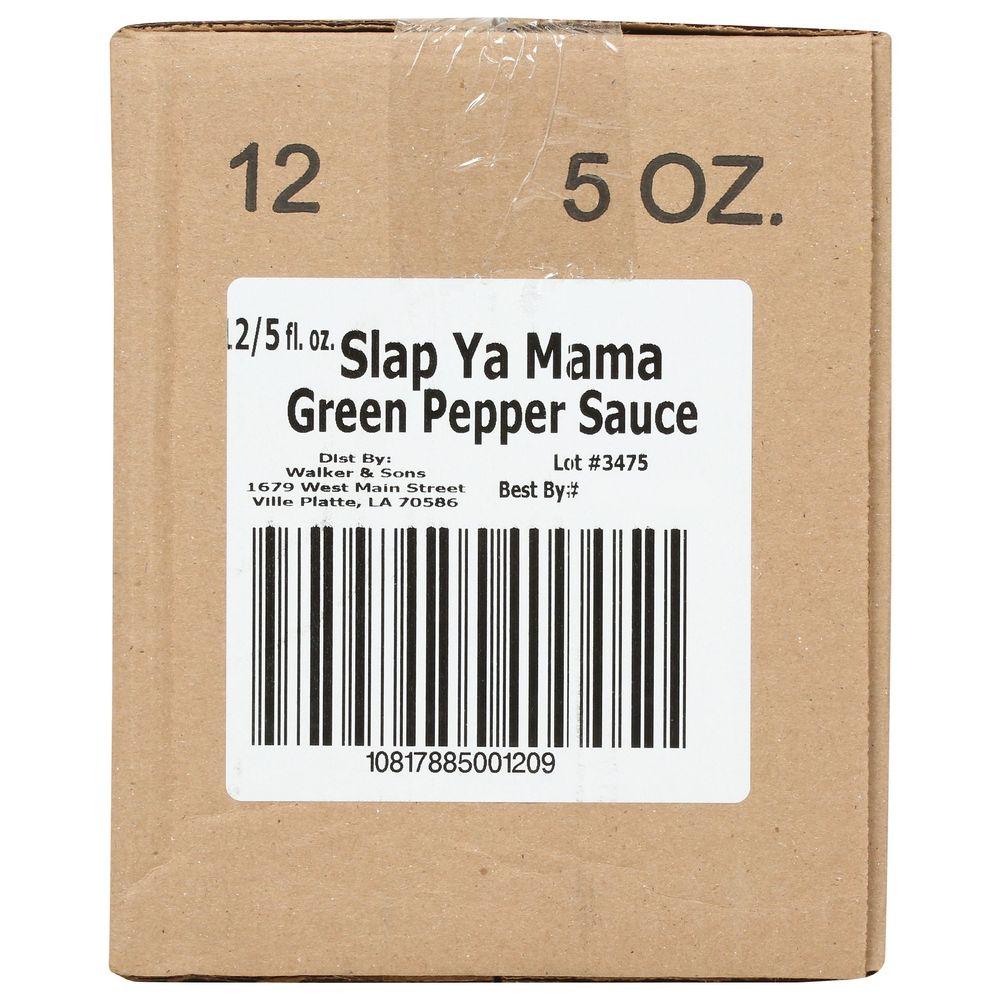 12 5 OZ.
12/5 fl. oz. Slap Ya Mama
Green Pepper Sauce
Dist By:
Walker & Sons
1679 West Main Street
Ville Platte, LA 70586
Lot #3475
Best By:#
10817885001209